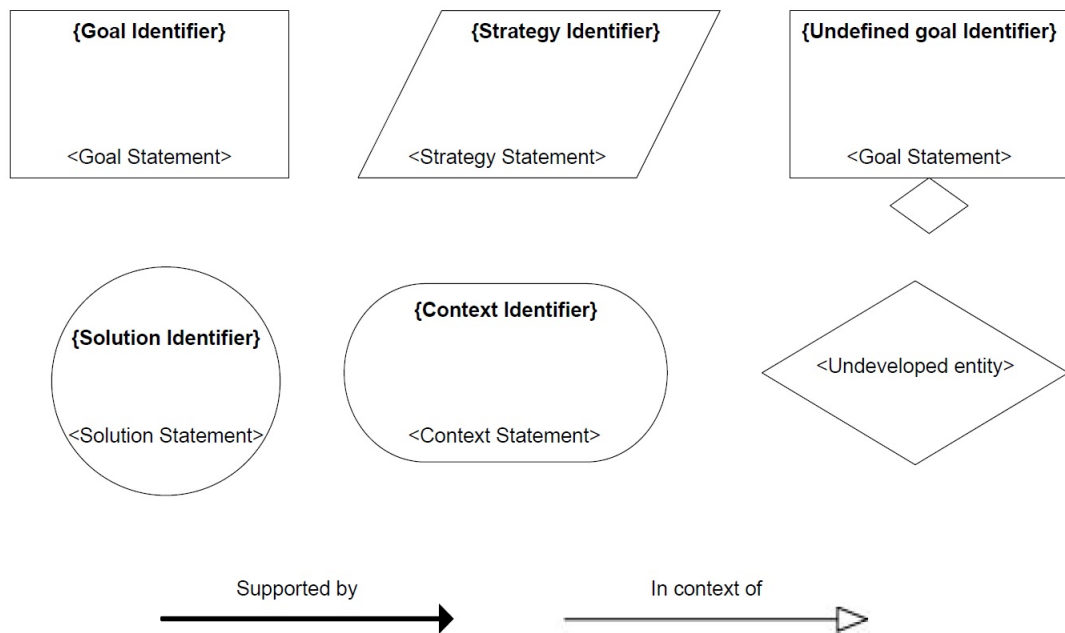 {Goal Identifier}
<Goal Statement>
{Strategy Identifier}
<Strategy Statement>
{Undefined goal Identifier}
<Goal Statement>
{Solution Identifier}
<Solution Statement>
{Context Identifier}
<Context Statement>
<Undeveloped entity>
Supported by
In context of